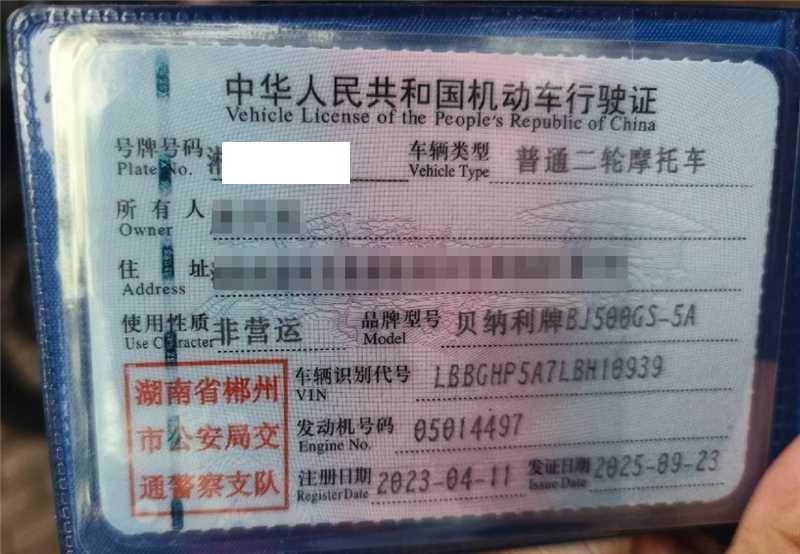 中华人民共和国机动车行驶证
Vehicle License of the People's Republic of China
号牌号码 湘 车辆类型 普通二轮摩托车
Plate No. Vehicle Type
所有人
Owner
住址
Address
使用性质 非营运 品牌型号 贝纳利牌BJ500GS-5A
Use Character Model
湖南省郴州
市公安局交
通警察支队
车辆识别代号 LBBGHP5A7LBH10939
VIN
发动机号码 05014497
Engine No.
注册日期 2023-04-11 发证日期 2025-09-23
Register Date Issue Date